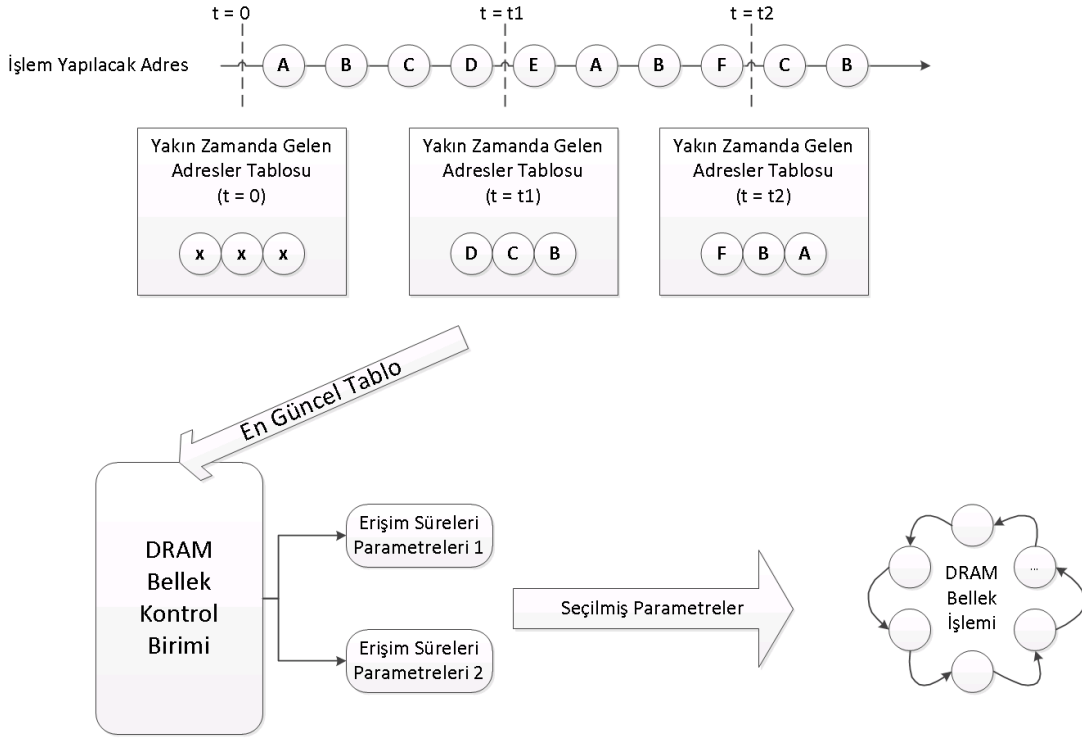 t = 0
t = t1
t = t2
İşlem Yapılacak Adres
A B C D E A B F C B
Yakın Zamanda Gelen
Adresler Tablosu
(t = 0)
x x x
Yakın Zamanda Gelen
Adresler Tablosu
(t = t1)
D C B
Yakın Zamanda Gelen
Adresler Tablosu
(t = t2)
F B A
En Güncel Tablo
DRAM
Bellek
Kontrol
Birimi
Erişim Süreleri
Parametreleri 1
Erişim Süreleri
Parametreleri 2
Seçilmiş Parametreler
...
DRAM
Bellek
İşlemi